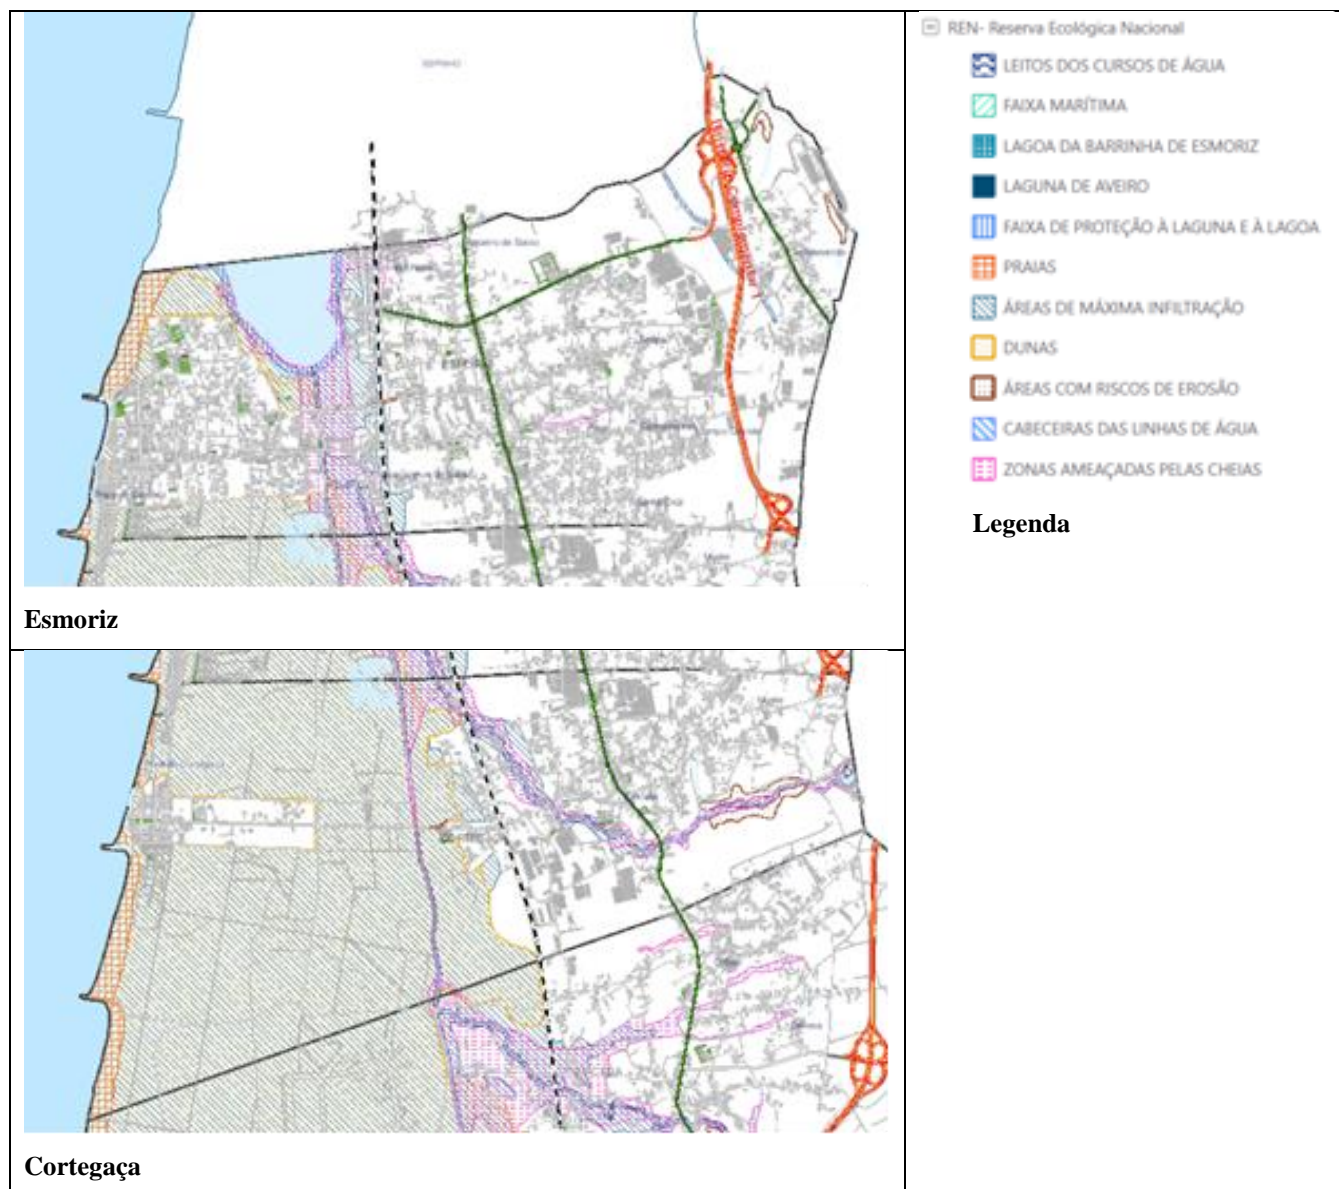 REN- Reserva Ecológica Nacional
LEITOS DOS CURSOS DE ÁGUA
FAIXA MARÍTIMA
LAGOA DA BARRINHA DE ESMORIZ
LAGUNA DE AVEIRO
FAIXA DE PROTEÇÃO À LAGUNA E À LAGOA
PRAIAS
ÁREAS DE MÁXIMA INFILTRAÇÃO
DUNAS
ÁREAS COM RISCOS DE EROSÃO
CABECEIRAS DAS LINHAS DE ÁGUA
ZONAS AMEAÇADAS PELAS CHEIAS
Legenda
Esmoriz
Cortegaça